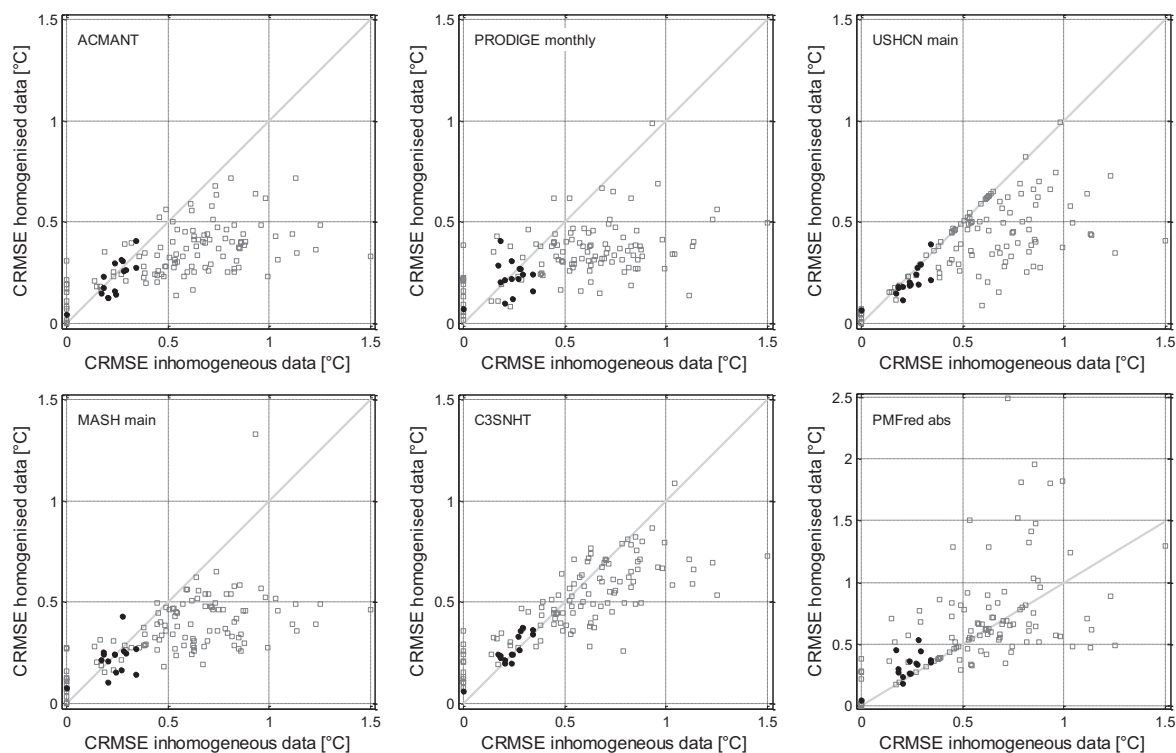 1.5
ACMANT
1
0.5
0
0
0.5
1
1.5
CRMSE homogenised data [°C]
CRMSE inhomogeneous data [°C]
1.5
PRODIGE monthly
1
0.5
0
0
0.5
1
1.5
CRMSE homogenised data [°C]
CRMSE inhomogeneous data [°C]
1.5
USHCN main
1
0.5
0
0
0.5
1
1.5
CRMSE homogenised data [°C]
CRMSE inhomogeneous data [°C]
1.5
MASH main
1
0.5
0
0
0.5
1
1.5
CRMSE homogenised data [°C]
CRMSE inhomogeneous data [°C]
1.5
C3SNHT
1
0.5
0
0
0.5
1
1.5
CRMSE homogenised data [°C]
CRMSE inhomogeneous data [°C]
2.5
PMFred abs
2
1.5
1
0.5
0
0
0.5
1
1.5
CRMSE homogenised data [°C]
CRMSE inhomogeneous data [°C]